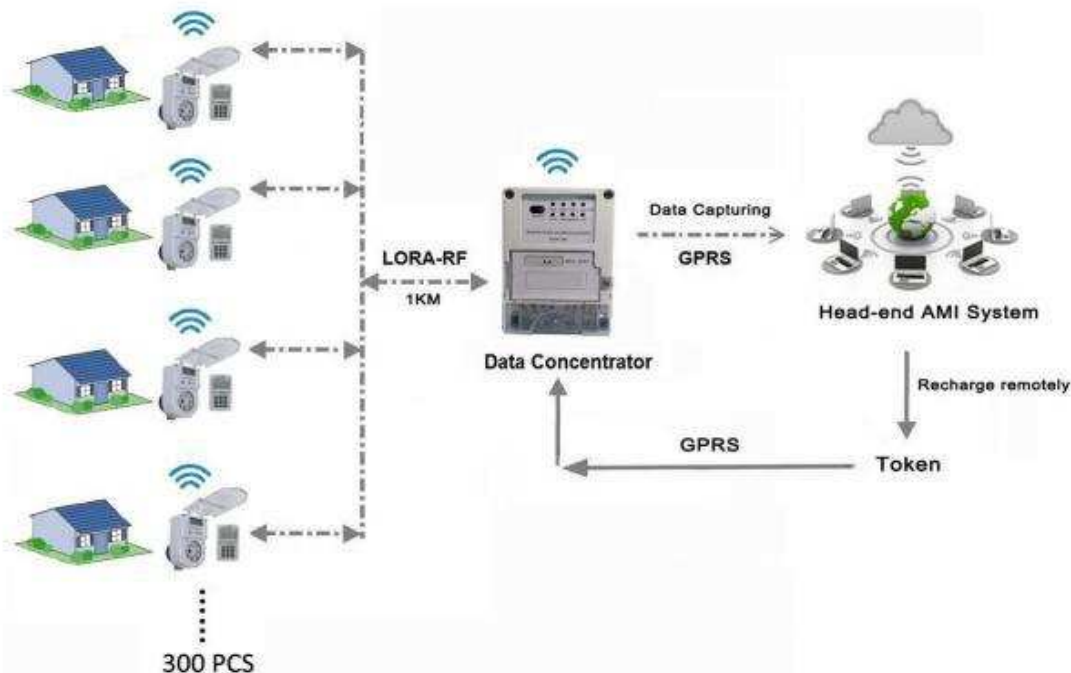 LORA-RF
1KM
Data Concentrator
Data Capturing
GPRS
Head-end AMI System
Recharge remotely
Token
GPRS
300 PCS